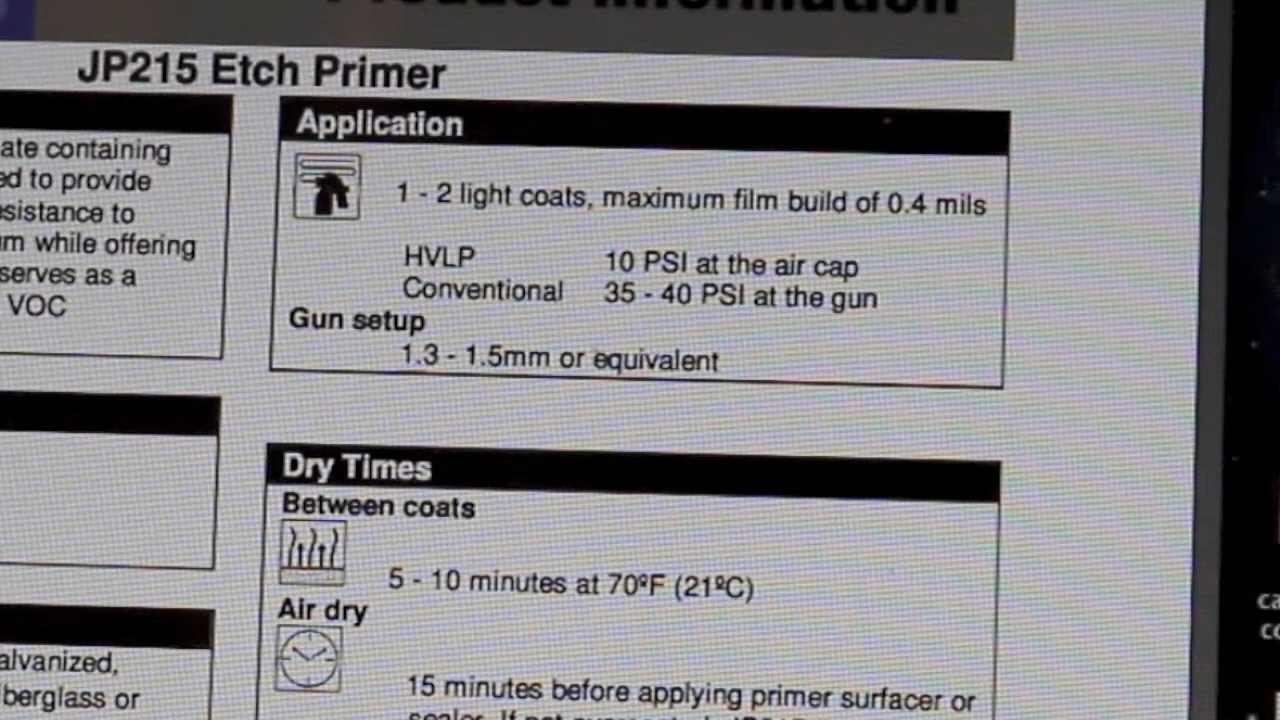 Product Information
JP215 Etch Primer
ate containing
ed to provide
sistance to
m while offering
serves as a
VOC
alvanized,
berglass or
Application
1 - 2 light coats, maximum film build of 0.4 mils
HVLP 10 PSI at the air cap
Conventional 35 - 40 PSI at the gun
Gun setup
1.3 - 1.5mm or equivalent
Dry Times
Between coats
5 - 10 minutes at 70ºF (21ºC)
Air dry
15 minutes before applying primer surfacer or